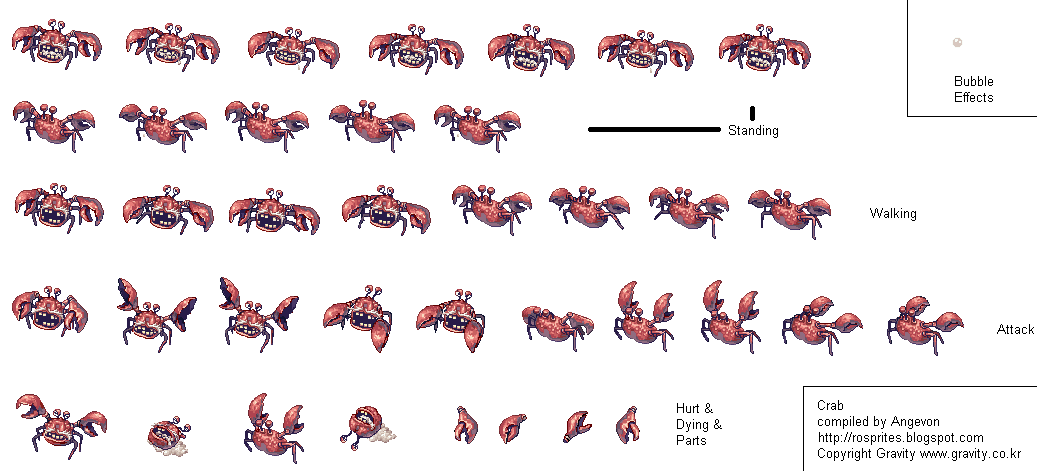 Bubble
Effects
Standing
Walking
Attack
Hurt &
Dying &
Parts
Crab
compiled by Angevon
http://rosprites.blogspot.com
Copyright Gravity www.gravity.co.kr